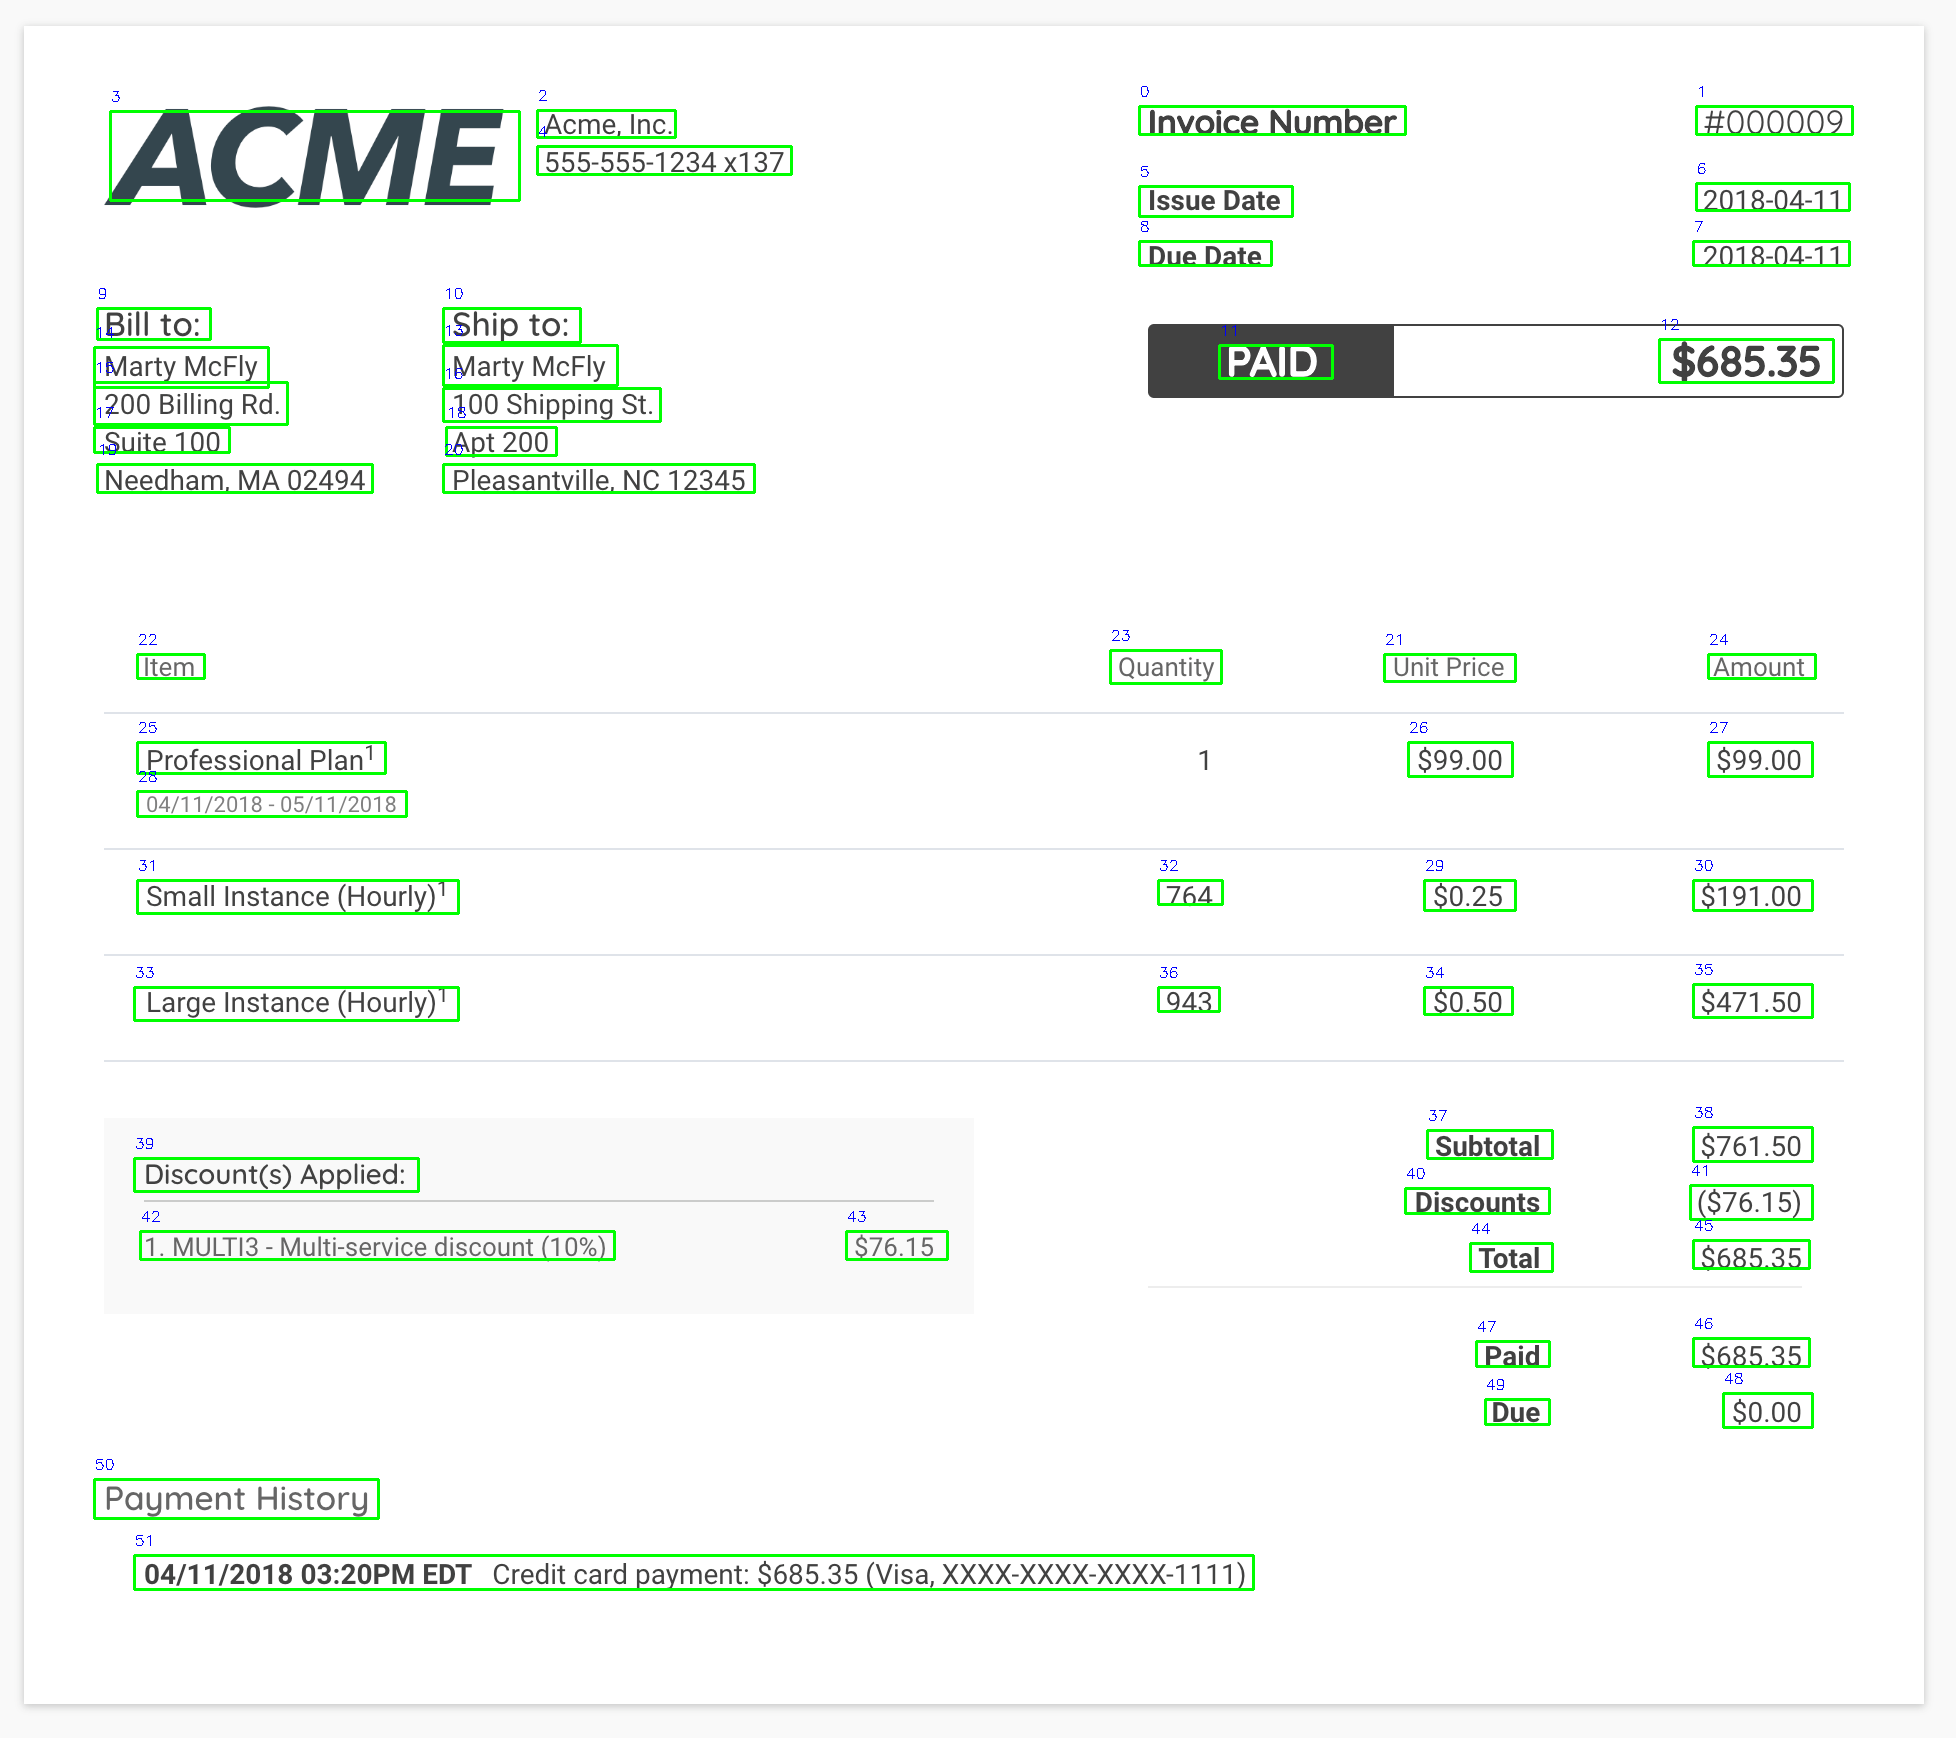 ACME
Acme, Inc.
555-555-1234 x137
Invoice Number #000009
Issue Date 2018-04-11
Due Date 2018-04-11
PAID $685.35
Bill to:
Marty McFly
200 Billing Rd.
Suite 100
Needham, MA 02494
Ship to:
Marty McFly
100 Shipping St.
Apt 200
Pleasantville, NC 12345
Item Quantity Unit Price Amount
Professional Plan¹ 1 $99.00 $99.00
04/11/2018 - 05/11/2018
Small Instance (Hourly)¹ 764 $0.25 $191.00
Large Instance (Hourly)¹ 943 $0.50 $471.50
Discount(s) Applied:
1. MULTI3 - Multi-service discount (10%) $76.15
Subtotal $761.50
Discounts ($76.15)
Total $685.35
Paid $685.35
Due $0.00
Payment History
04/11/2018 03:20PM EDT Credit card payment: $685.35 (Visa, XXXX-XXXX-XXXX-1111)